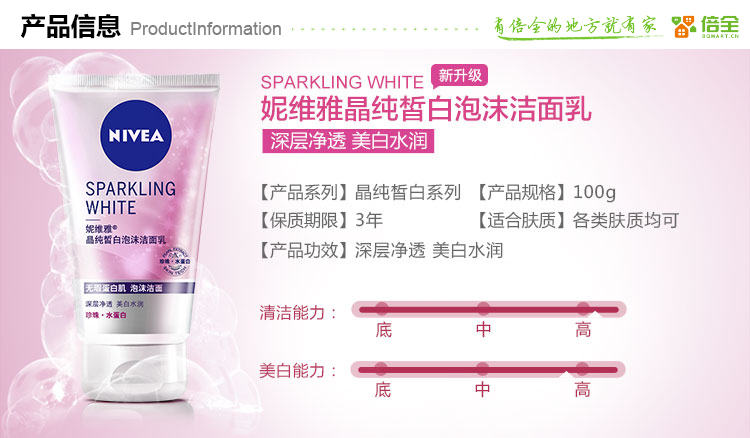 产品信息 ProductInformation
有倍全的地方就有家
倍全
BQMART.CN
SPARKLING WHITE 新升级
妮维雅晶纯皙白泡沫洁面乳
深层净透 美白水润
【产品系列】晶纯皙白系列 【产品规格】100g
【保质期限】3年 【适合肤质】各类肤质均可
【产品功效】深层净透 美白水润
清洁能力：
底 中 高
美白能力：
底 中 高
NIVEA
SPARKLING
WHITE
妮维雅®
晶纯皙白泡沫洁面乳
珍珠·水蛋白
无瑕蛋白肌 泡沫洁面
深层净透 美白水润
珍珠·水蛋白